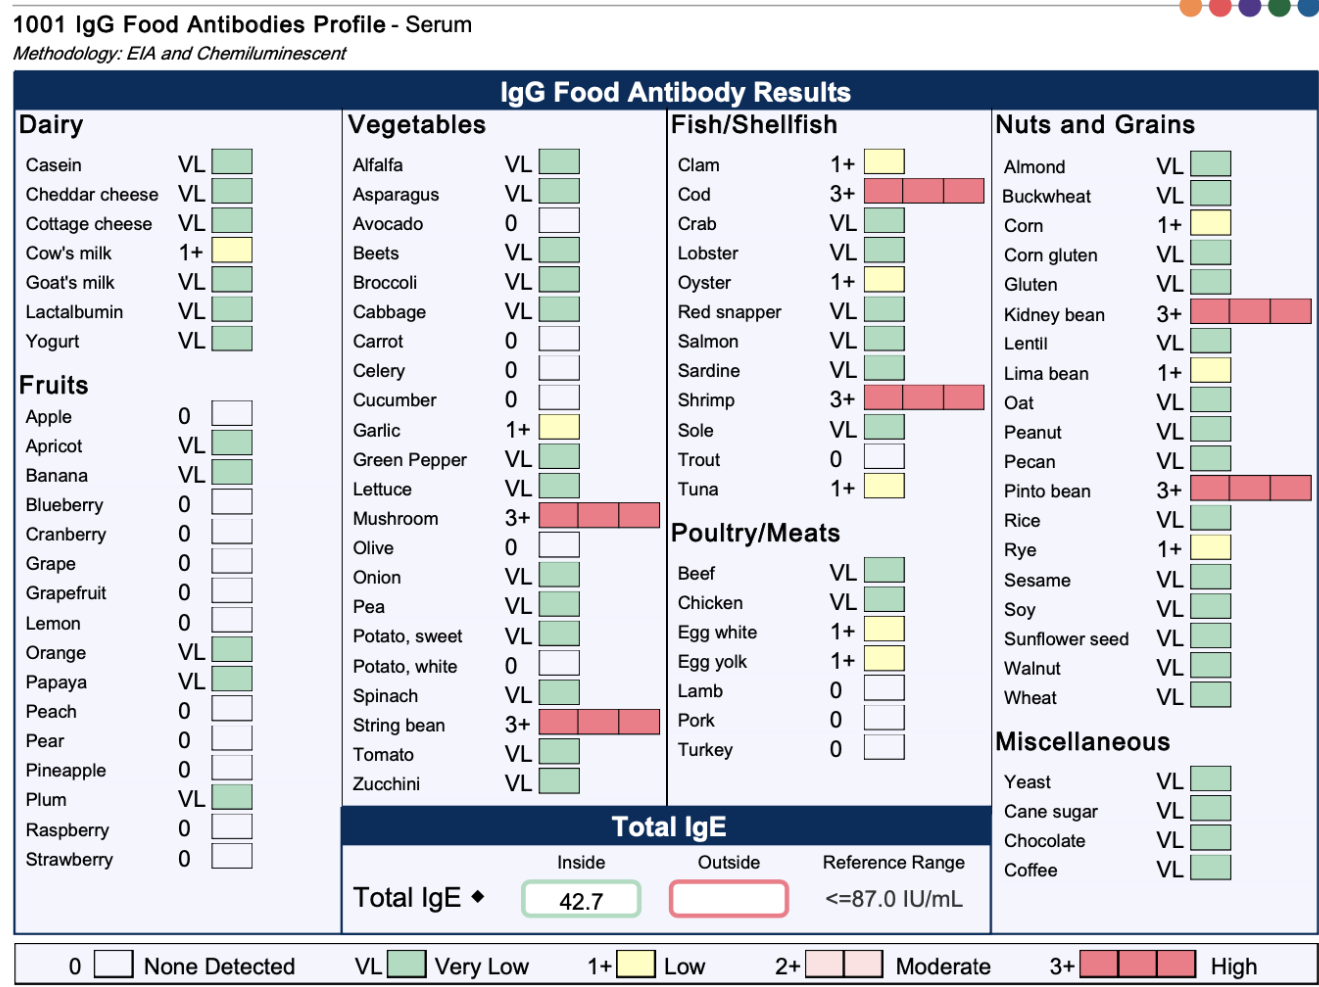 1001 IgG Food Antibodies Profile - Serum
Methodology: EIA and Chemiluminescent
IgG Food Antibody Results
Dairy
Casein VL
Cheddar cheese VL
Cottage cheese VL
Cow's milk 1+
Goat's milk VL
Lactalbumin VL
Yogurt VL
Fruits
Apple 0
Apricot VL
Banana VL
Blueberry 0
Cranberry 0
Grape 0
Grapefruit 0
Lemon 0
Orange VL
Papaya VL
Peach 0
Pear 0
Pineapple 0
Plum VL
Raspberry 0
Strawberry 0
Vegetables
Alfalfa VL
Asparagus VL
Avocado 0
Beets VL
Broccoli VL
Cabbage VL
Carrot 0
Celery 0
Cucumber 0
Garlic 1+
Green Pepper VL
Lettuce VL
Mushroom 3+
Olive 0
Onion VL
Pea VL
Potato, sweet VL
Potato, white 0
Spinach VL
String bean 3+
Tomato VL
Zucchini VL
Fish/Shellfish
Clam 1+
Cod 3+
Crab VL
Lobster VL
Oyster 1+
Red snapper VL
Salmon VL
Sardine VL
Shrimp 3+
Sole VL
Trout 0
Tuna 1+
Poultry/Meats
Beef VL
Chicken VL
Egg white 1+
Egg yolk 1+
Lamb 0
Pork 0
Turkey 0
Nuts and Grains
Almond VL
Buckwheat VL
Corn 1+
Corn gluten VL
Gluten VL
Kidney bean 3+
Lentil VL
Lima bean 1+
Oat VL
Peanut VL
Pecan VL
Pinto bean 3+
Rice VL
Rye 1+
Sesame VL
Soy VL
Sunflower seed VL
Walnut VL
Wheat VL
Miscellaneous
Yeast VL
Cane sugar VL
Chocolate VL
Coffee VL
Total IgE
Inside Outside Reference Range
Total IgE ♦ 42.7 <=87.0 IU/mL
0 None Detected VL Very Low 1+ Low 2+ Moderate 3+ High